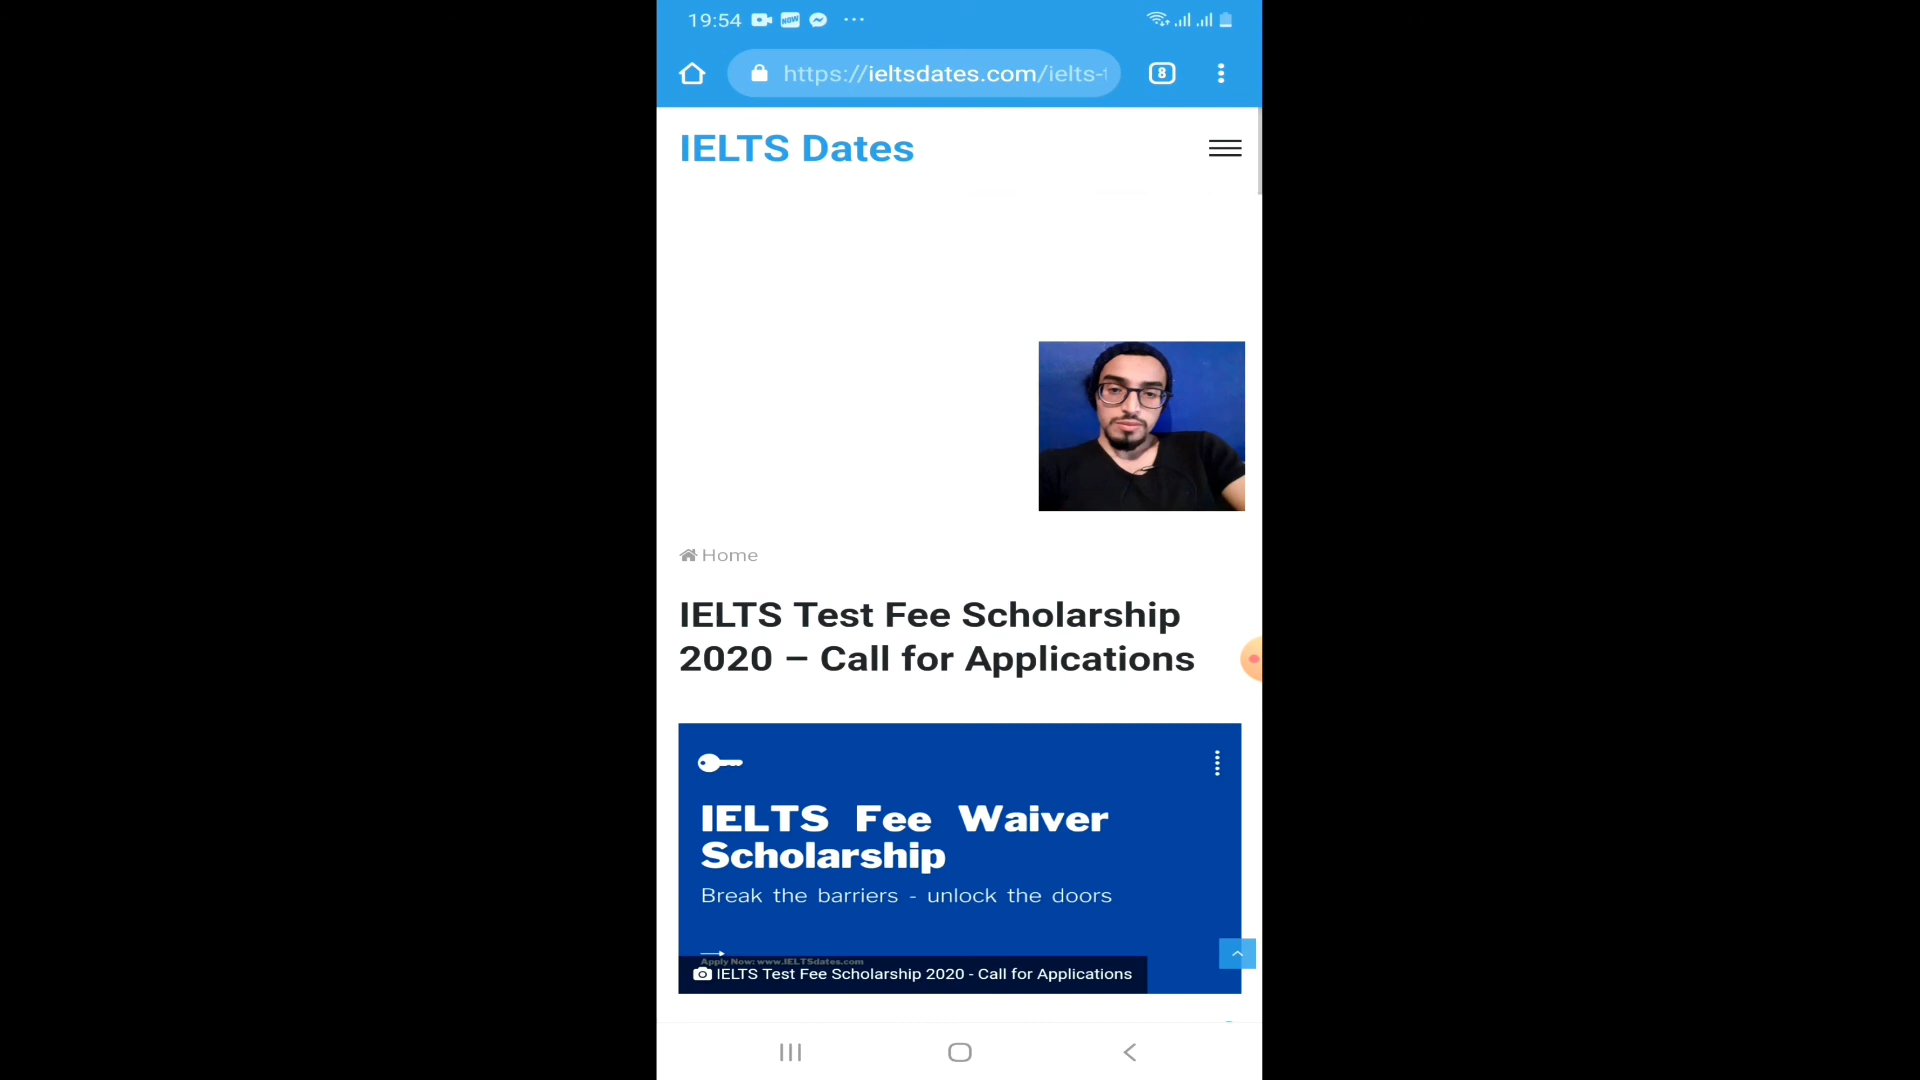 19:54
NOW
https://ieltsdates.com/ielts-
8
IELTS Dates
Home
IELTS Test Fee Scholarship
2020 – Call for Applications
IELTS Fee Waiver
Scholarship
Break the barriers - unlock the doors
Apply Now: www.IELTSdates.com
IELTS Test Fee Scholarship 2020 - Call for Applications